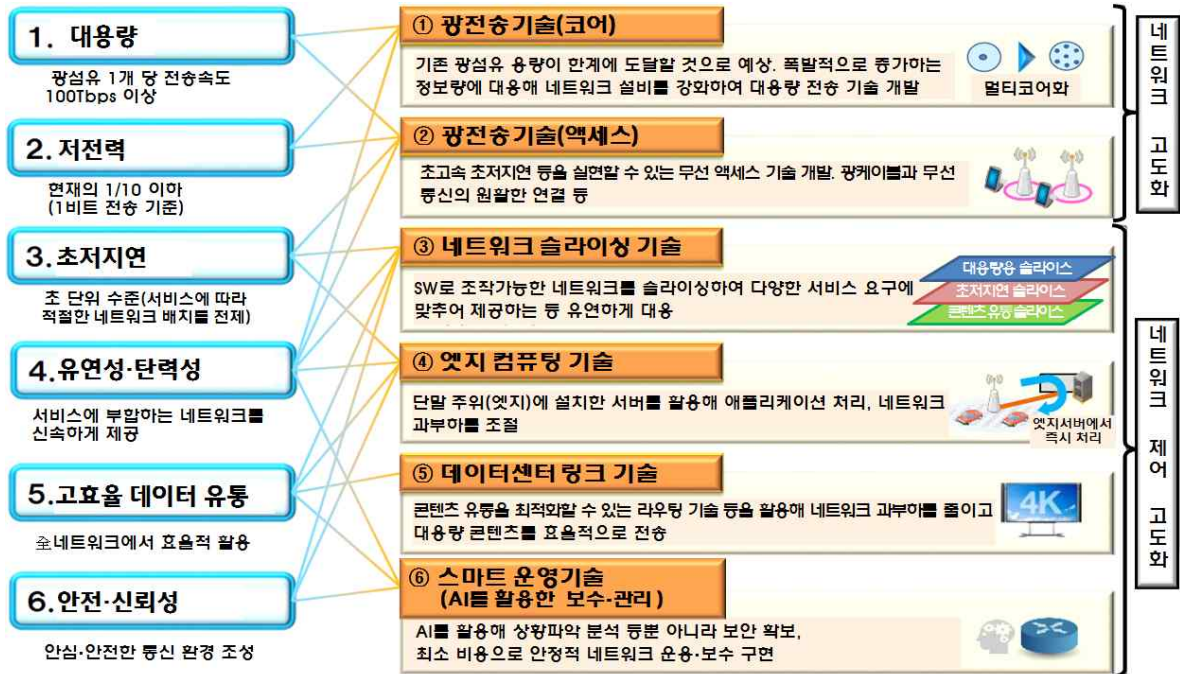 1. 대용량
광섬유 1개 당 전송속도
100Tbps 이상
2. 저전력
현재의 1/10 이하
(1비트 전송 기준)
3. 초저지연
초 단위 수준(서비스에 따라
적절한 네트워크 배치를 전제)
4. 유연성·탄력성
서비스에 부합하는 네트워크를
신속하게 제공
5. 고효율 데이터 유통
全네트워크에서 효율적 활용
6. 안전·신뢰성
안심·안전한 통신 환경 조성
① 광전송기술(코어)
기존 광섬유 용량이 한계에 도달할 것으로 예상. 폭발적으로 증가하는
정보량에 대응해 네트워크 설비를 강화하여 대용량 전송 기술 개발
멀티코어화
② 광전송기술(액세스)
초고속 초저지연 등을 실현할 수 있는 무선 액세스 기술 개발. 광케이블과 무선
통신의 원활한 연결 등
③ 네트워크 슬라이싱 기술
SW로 조작가능한 네트워크를 슬라이싱하여 다양한 서비스 요구에
맞추어 제공하는 등 유연하게 대응
대용량용 슬라이스
초저지연 슬라이스
콘텐츠 유통 슬라이스
④ 엣지 컴퓨팅 기술
단말 주위(엣지)에 설치한 서버를 활용해 애플리케이션 처리, 네트워크
과부하를 조절
엣지서버에서
즉시 처리
⑤ 데이터센터 링크 기술
콘텐츠 유통을 최적화할 수 있는 라우팅 기술 등을 활용해 네트워크 과부하를 줄이고
대용량 콘텐츠를 효율적으로 전송
4K
⑥ 스마트 운영기술
(AI를 활용한 보수·관리)
AI를 활용해 상황파악 분석 등뿐 아니라 보안 확보,
최소 비용으로 안정적 네트워크 운용·보수 구현
네트워크 고도화
네트워크 제어 고도화